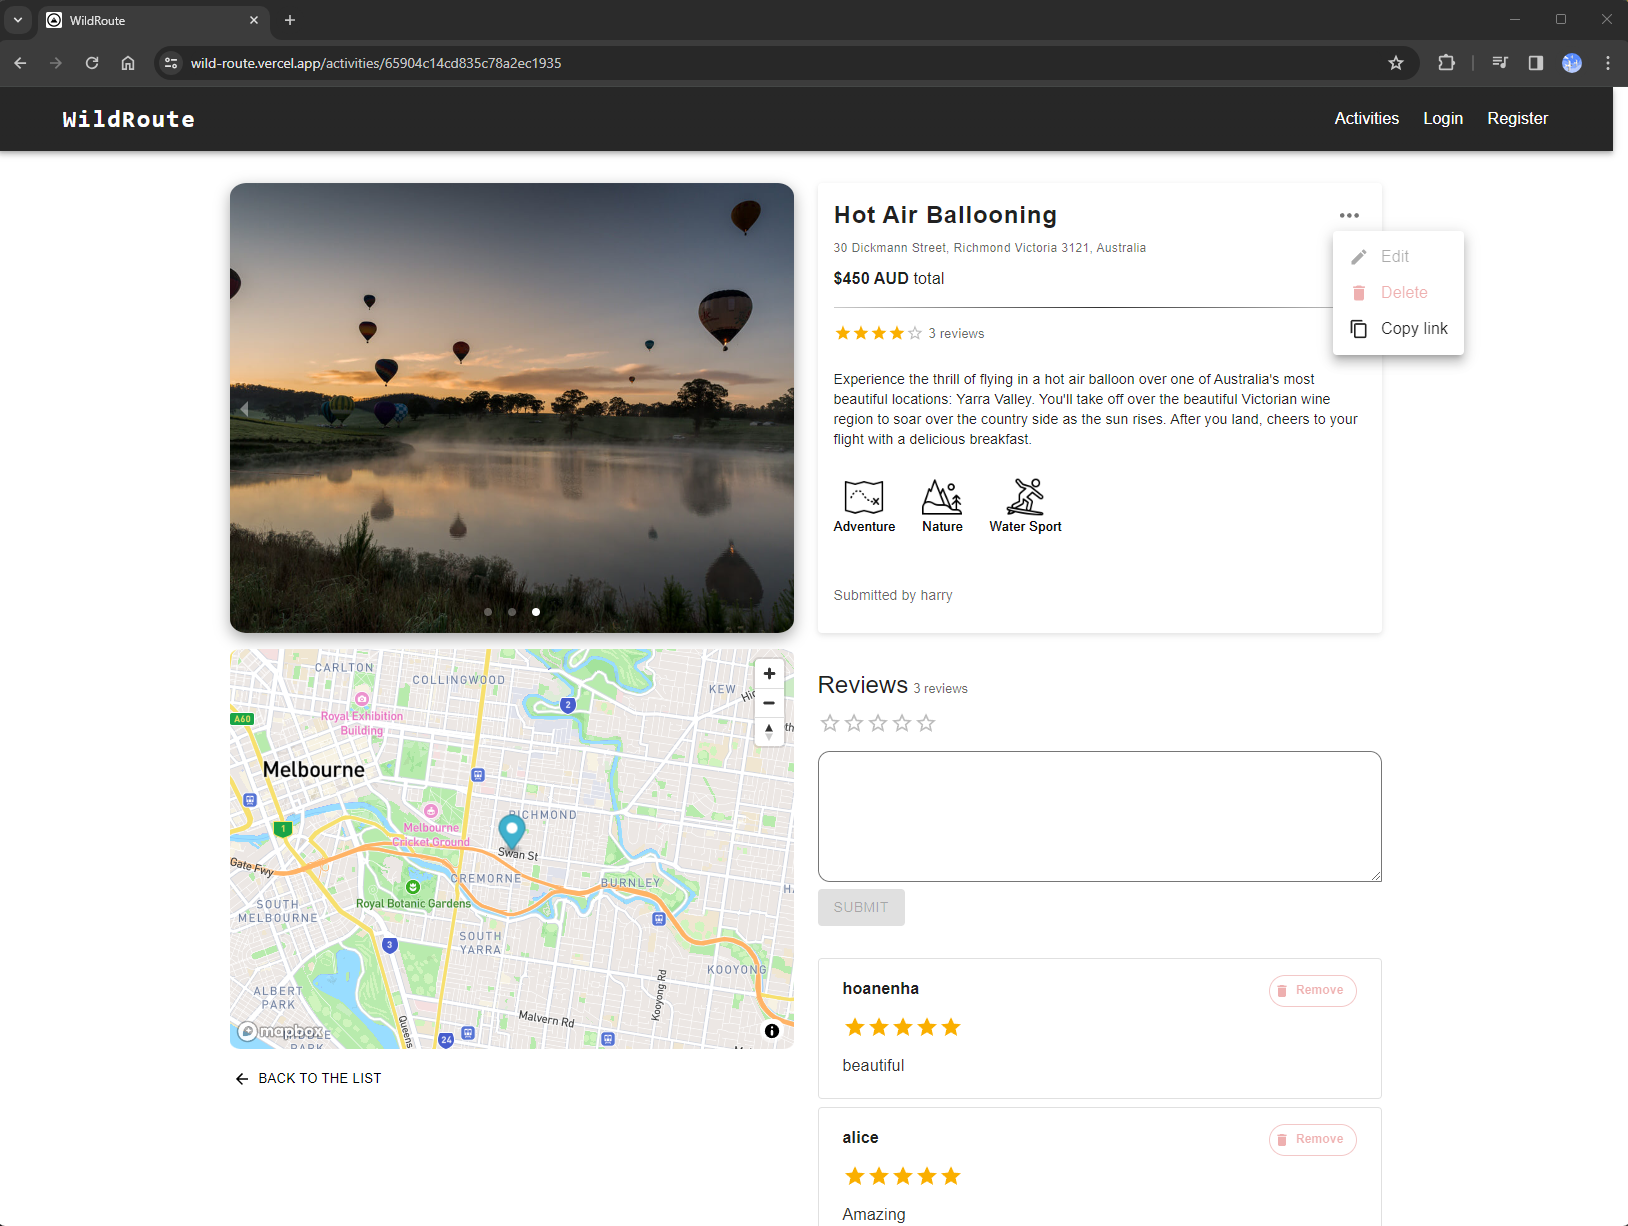 WildRoute
wild-route.vercel.app/activities/65904c14cd835c78a2ec1935
WildRoute
Activities
Login
Register
Hot Air Ballooning
30 Dickmann Street, Richmond Victoria 3121, Australia
$450 AUD total
Edit
Delete
Copy link
3 reviews
Experience the thrill of flying in a hot air balloon over one of Australia's most
beautiful locations: Yarra Valley. You'll take off over the beautiful Victorian wine
region to soar over the country side as the sun rises. After you land, cheers to your
flight with a delicious breakfast.
Adventure
Nature
Water Sport
Submitted by harry
CARLTON
COLLINGWOOD
KEW
2
Royal Exhibition
Building
A60
Melbourne
1
RICHMOND
Melbourne
Cricket Ground
Swan St
Gate Fwy
CREMORNE
BURNLEY
Royal Botanic Gardens
SOUTH
MELBOURNE
3
SOUTH
YARRA
KOOYONG
Kooyong Rd
ALBERT
PARK
Malvern Rd
Queens
24
mapbox
PARK
BACK TO THE LIST
Reviews 3 reviews
SUBMIT
hoanenha
Remove
beautiful
alice
Remove
Amazing